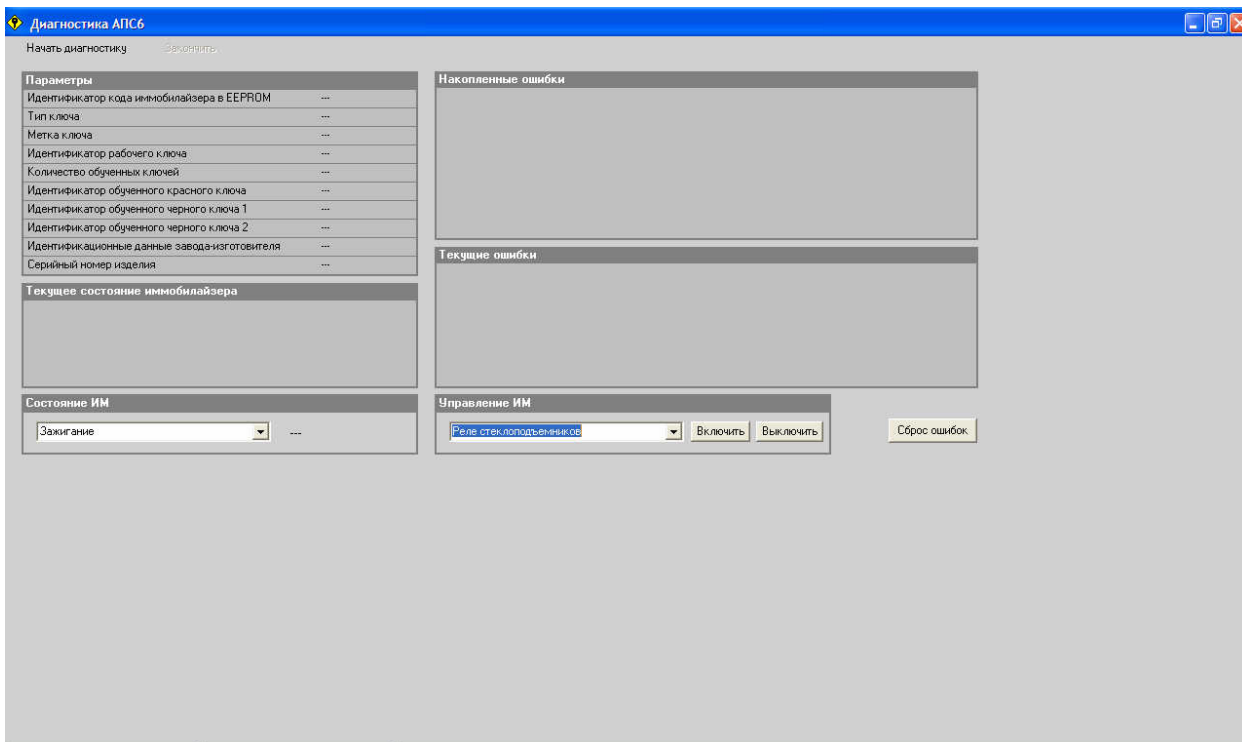 Диагностика АПС6
Начать диагностику Закончить
Параметры
Идентификатор кода иммобилайзера в EEPROM ---
Тип ключа ---
Метка ключа ---
Идентификатор рабочего ключа ---
Количество обученных ключей ---
Идентификатор обученного красного ключа ---
Идентификатор обученного черного ключа 1 ---
Идентификатор обученного черного ключа 2 ---
Идентификационные данные завода-изготовителя ---
Серийный номер изделия ---
Текущее состояние иммобилайзера
Состояние ИМ
Зажигание ---
Накопленные ошибки
Текущие ошибки
Управление ИМ
Реле стеклоподъемников Включить Выключить
Сброс ошибок